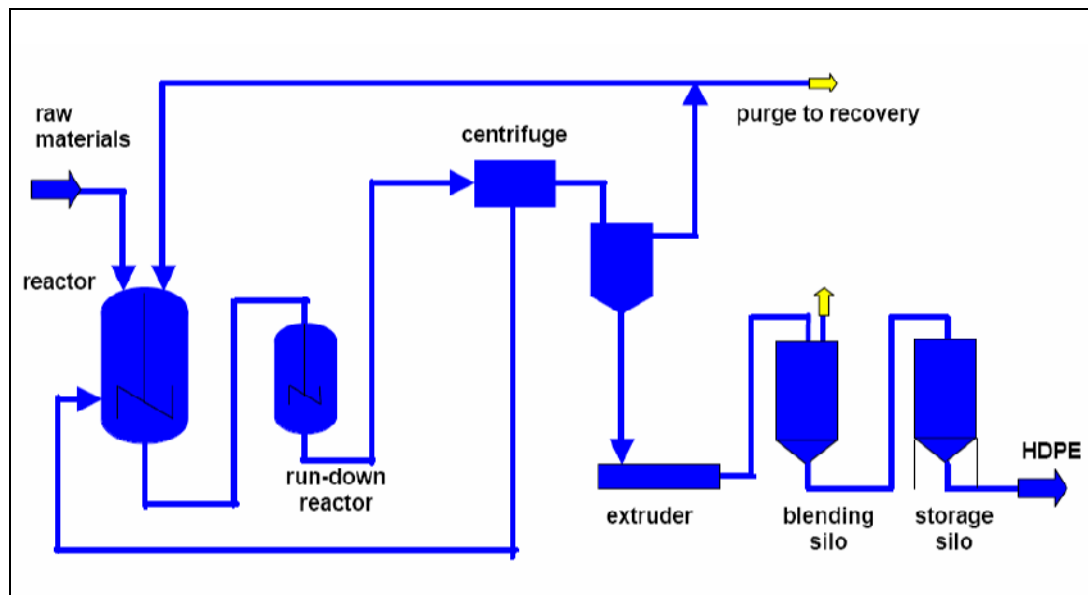 raw
materials
centrifuge
purge to recovery
reactor
run-down
reactor
extruder
blending
silo
storage
silo
HDPE